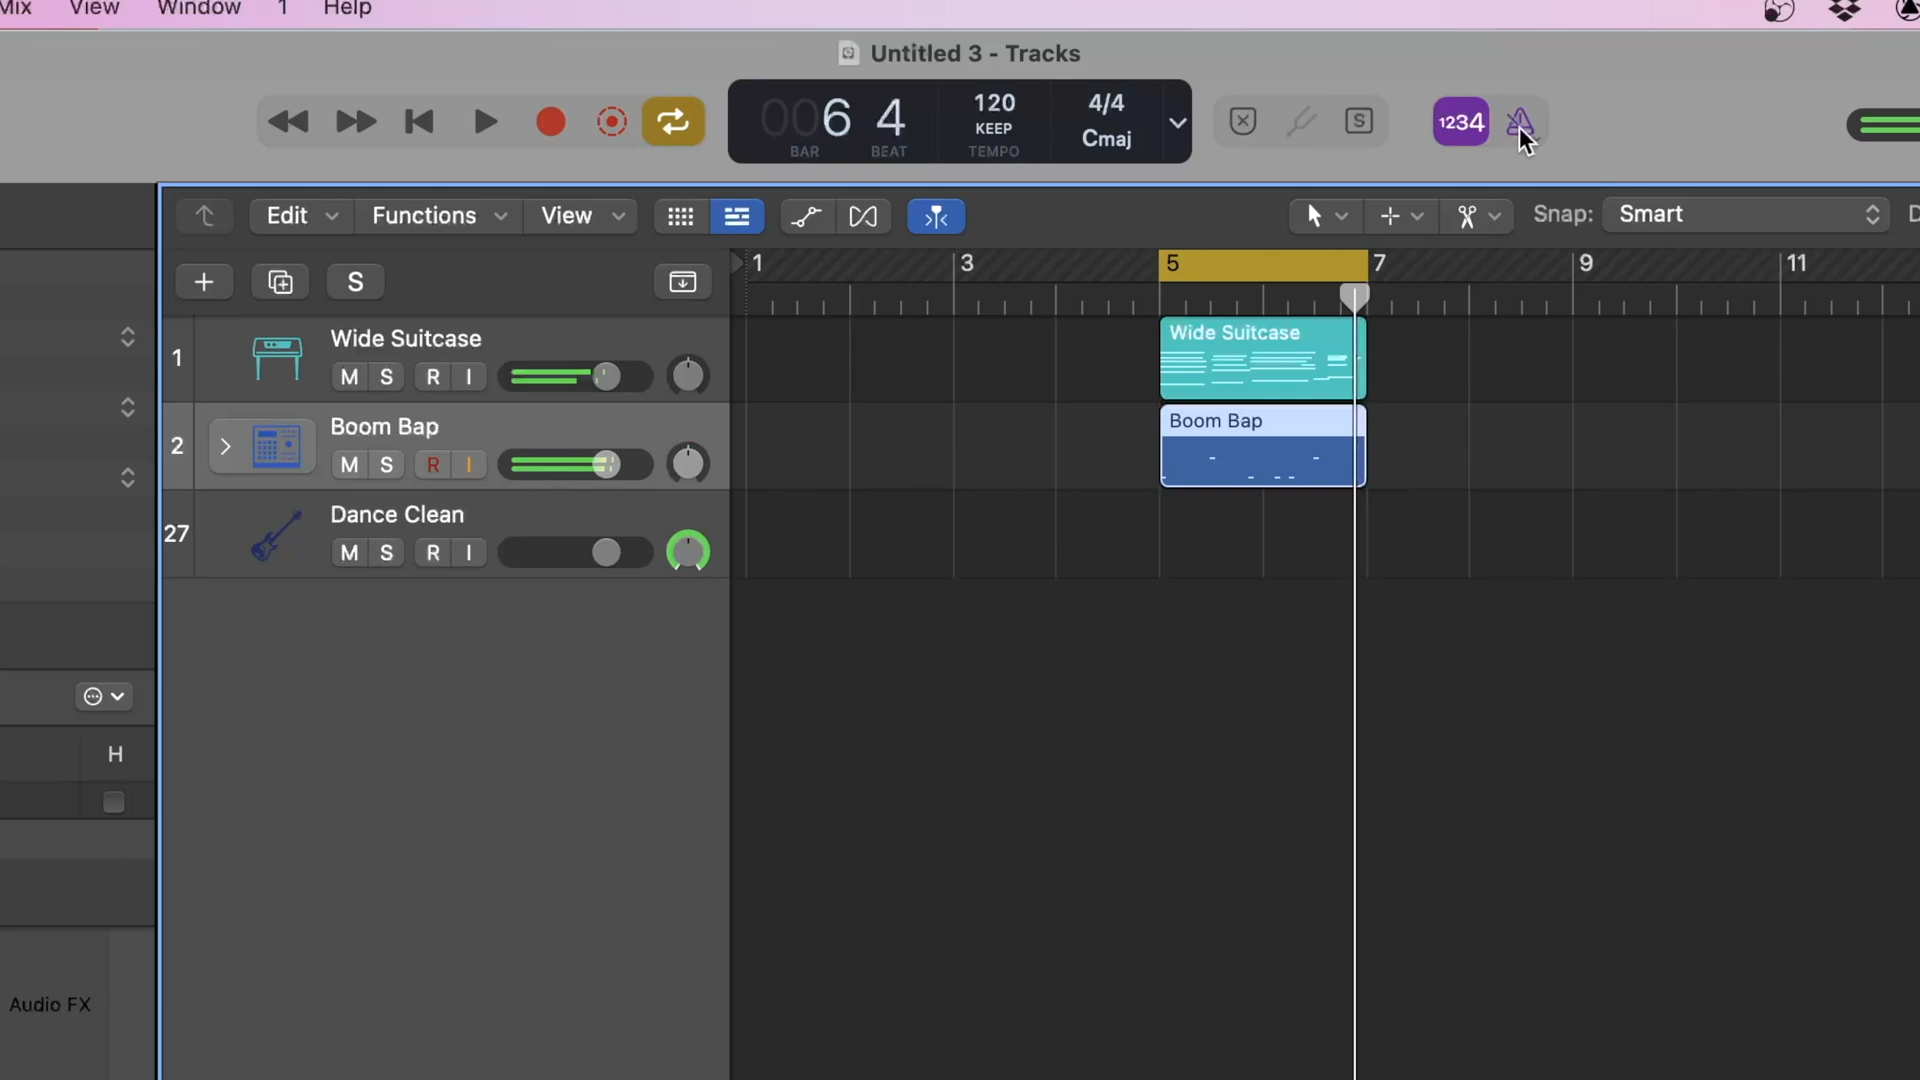 Mix View Window 1 Help
Untitled 3 - Tracks
006 4 120 KEEP 4/4 Cmaj
BAR BEAT TEMPO
S
1234
Edit Functions View
Snap: Smart
S
1 3 5 7 9 11
1 Wide Suitcase
M S R I
Wide Suitcase
2 Boom Bap
M S R I
Boom Bap
27 Dance Clean
M S R I
H
Audio FX